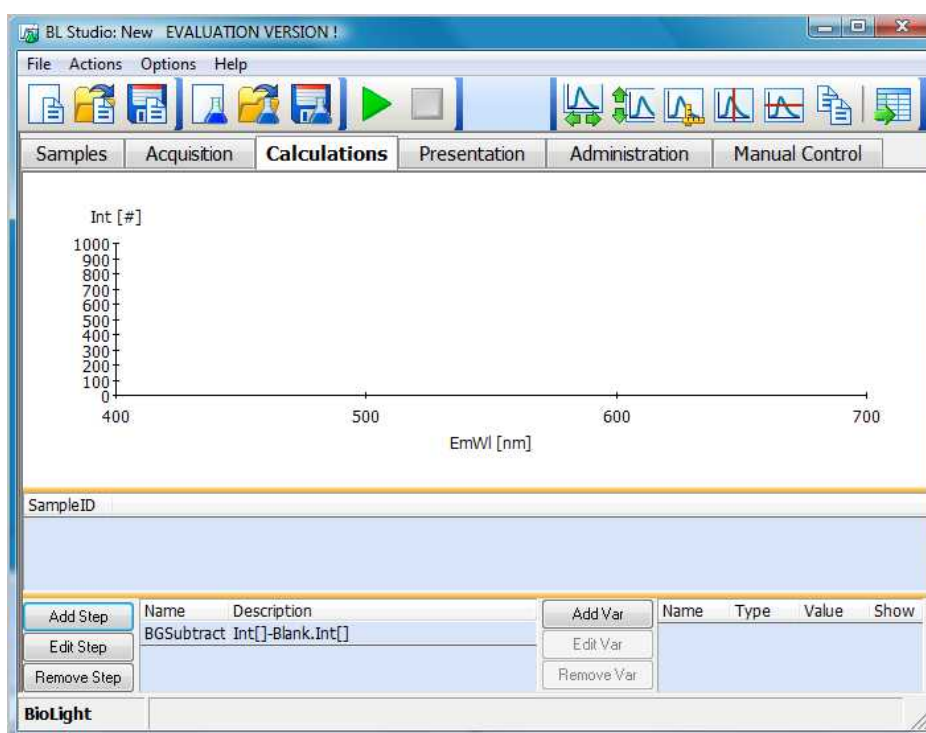 BL Studio: New EVALUATION VERSION !
File Actions Options Help
Samples Acquisition Calculations Presentation Administration Manual Control
Int [#]
1000
900
800
700
600
500
400
300
200
100
0
400 500 600 700
EmWl [nm]
SampleID
Add Step Name Description Add Var Name Type Value Show
BGSubtract Int[]-Blank.Int[]
Edit Step Edit Var
Remove Step Remove Var
BioLight